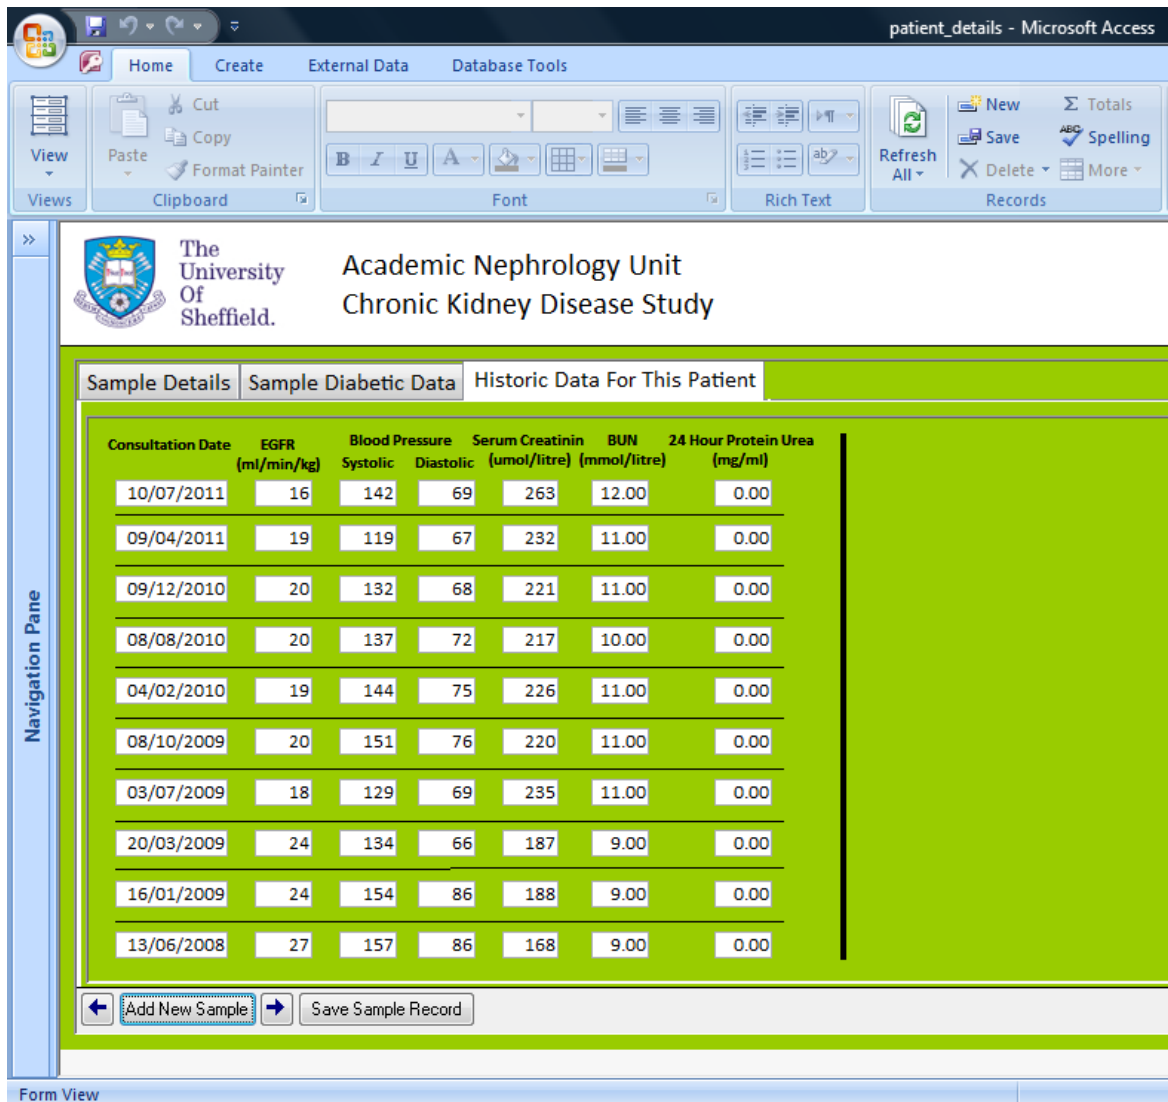 patient_details - Microsoft Access
Home Create External Data Database Tools
View Paste Cut Copy Format Painter
B I U A ab
Refresh All New Save Delete Σ Totals ABC Spelling More
Views Clipboard Font Rich Text Records
»
The
University
Of
Sheffield.
Academic Nephrology Unit
Chronic Kidney Disease Study
Navigation Pane
Sample Details Sample Diabetic Data Historic Data For This Patient
Consultation Date EGFR Blood Pressure Serum Creatinin BUN 24 Hour Protein Urea
(ml/min/kg) Systolic Diastolic (umol/litre) (mmol/litre) (mg/ml)
10/07/2011 16 142 69 263 12.00 0.00
09/04/2011 19 119 67 232 11.00 0.00
09/12/2010 20 132 68 221 11.00 0.00
08/08/2010 20 137 72 217 10.00 0.00
04/02/2010 19 144 75 226 11.00 0.00
08/10/2009 20 151 76 220 11.00 0.00
03/07/2009 18 129 69 235 11.00 0.00
20/03/2009 24 134 66 187 9.00 0.00
16/01/2009 24 154 86 188 9.00 0.00
13/06/2008 27 157 86 168 9.00 0.00
Add New Sample Save Sample Record
Form View